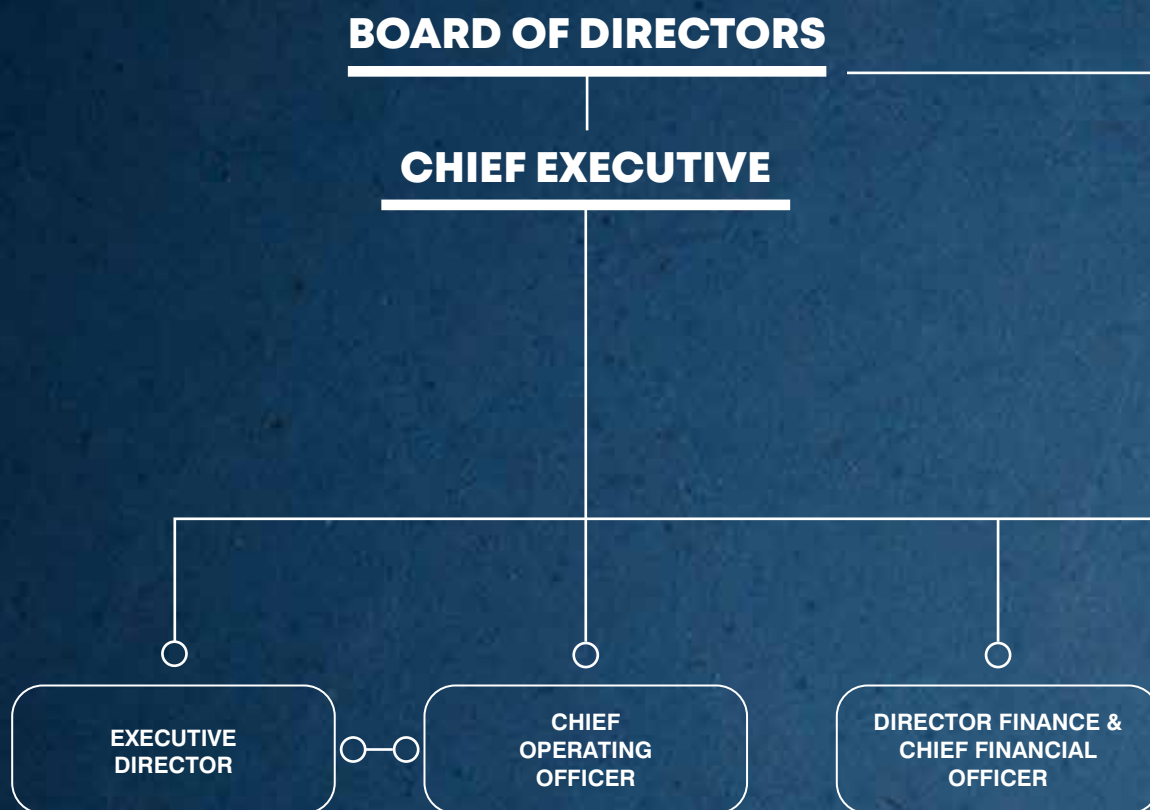 BOARD OF DIRECTORS
CHIEF EXECUTIVE
EXECUTIVE
DIRECTOR
CHIEF
OPERATING
OFFICER
DIRECTOR FINANCE &
CHIEF FINANCIAL
OFFICER